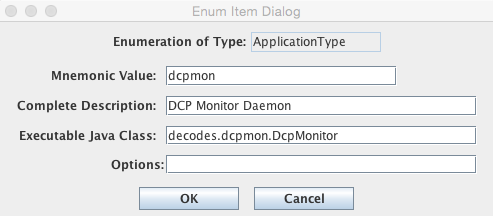 Enum Item Dialog
Enumeration of Type: ApplicationType
Mnemonic Value: dcpmon
Complete Description: DCP Monitor Daemon
Executable Java Class: decodes.dcpmon.DcpMonitor
Options:
OK Cancel